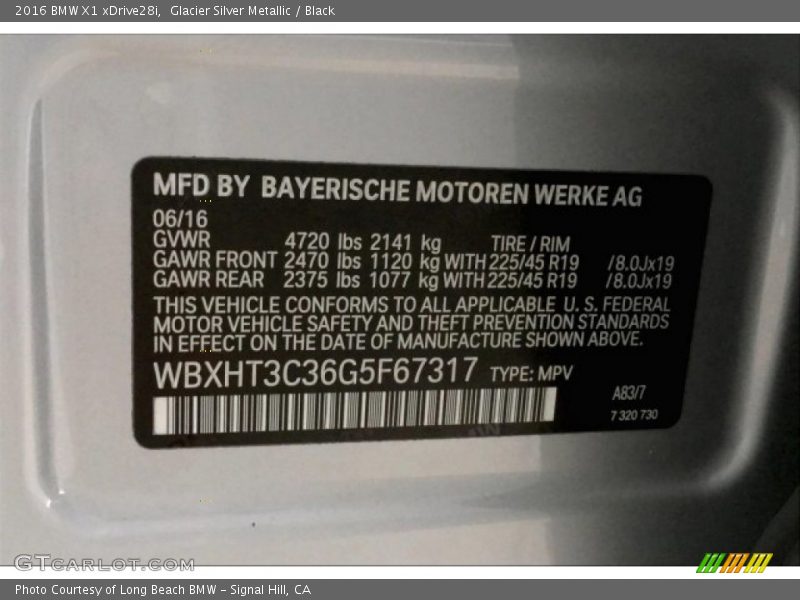 2016 BMW X1 xDrive28i, Glacier Silver Metallic / Black
MFD BY BAYERISCHE MOTOREN WERKE AG
06/16
GVWR 4720 lbs 2141 kg TIRE / RIM
GAWR FRONT 2470 lbs 1120 kg WITH 225/45 R19 /8.0Jx19
GAWR REAR 2375 lbs 1077 kg WITH 225/45 R19 /8.0Jx19
THIS VEHICLE CONFORMS TO ALL APPLICABLE U. S. FEDERAL
MOTOR VEHICLE SAFETY AND THEFT PREVENTION STANDARDS
IN EFFECT ON THE DATE OF MANUFACTURE SHOWN ABOVE.
WBXHT3C36G5F67317 TYPE: MPV
A83/7
7 320 730
GTCARLOT.COM
Photo Courtesy of Long Beach BMW - Signal Hill, CA